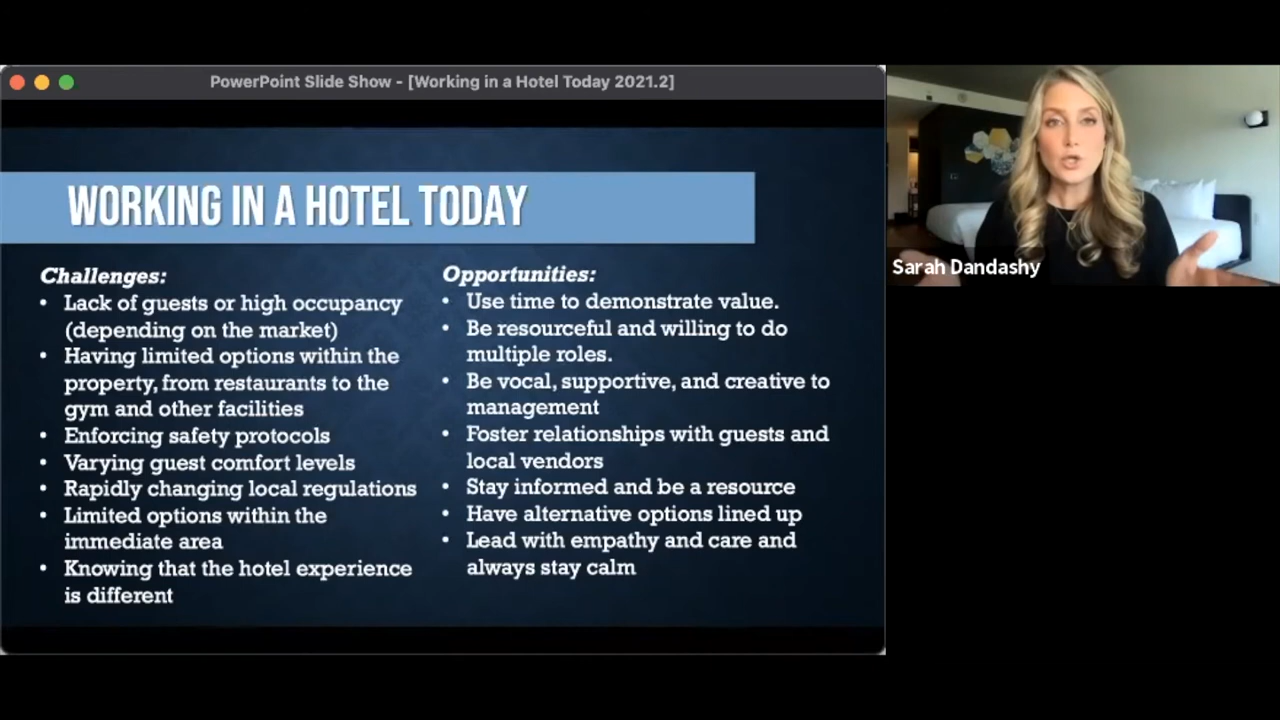 PowerPoint Slide Show - [Working in a Hotel Today 2021.2]
WORKING IN A HOTEL TODAY
Challenges:
• Lack of guests or high occupancy
(depending on the market)
• Having limited options within the
property, from restaurants to the
gym and other facilities
• Enforcing safety protocols
• Varying guest comfort levels
• Rapidly changing local regulations
• Limited options within the
immediate area
• Knowing that the hotel experience
is different
Opportunities:
• Use time to demonstrate value.
• Be resourceful and willing to do
multiple roles.
• Be vocal, supportive, and creative to
management
• Foster relationships with guests and
local vendors
• Stay informed and be a resource
• Have alternative options lined up
• Lead with empathy and care and
always stay calm
Sarah Dandashy